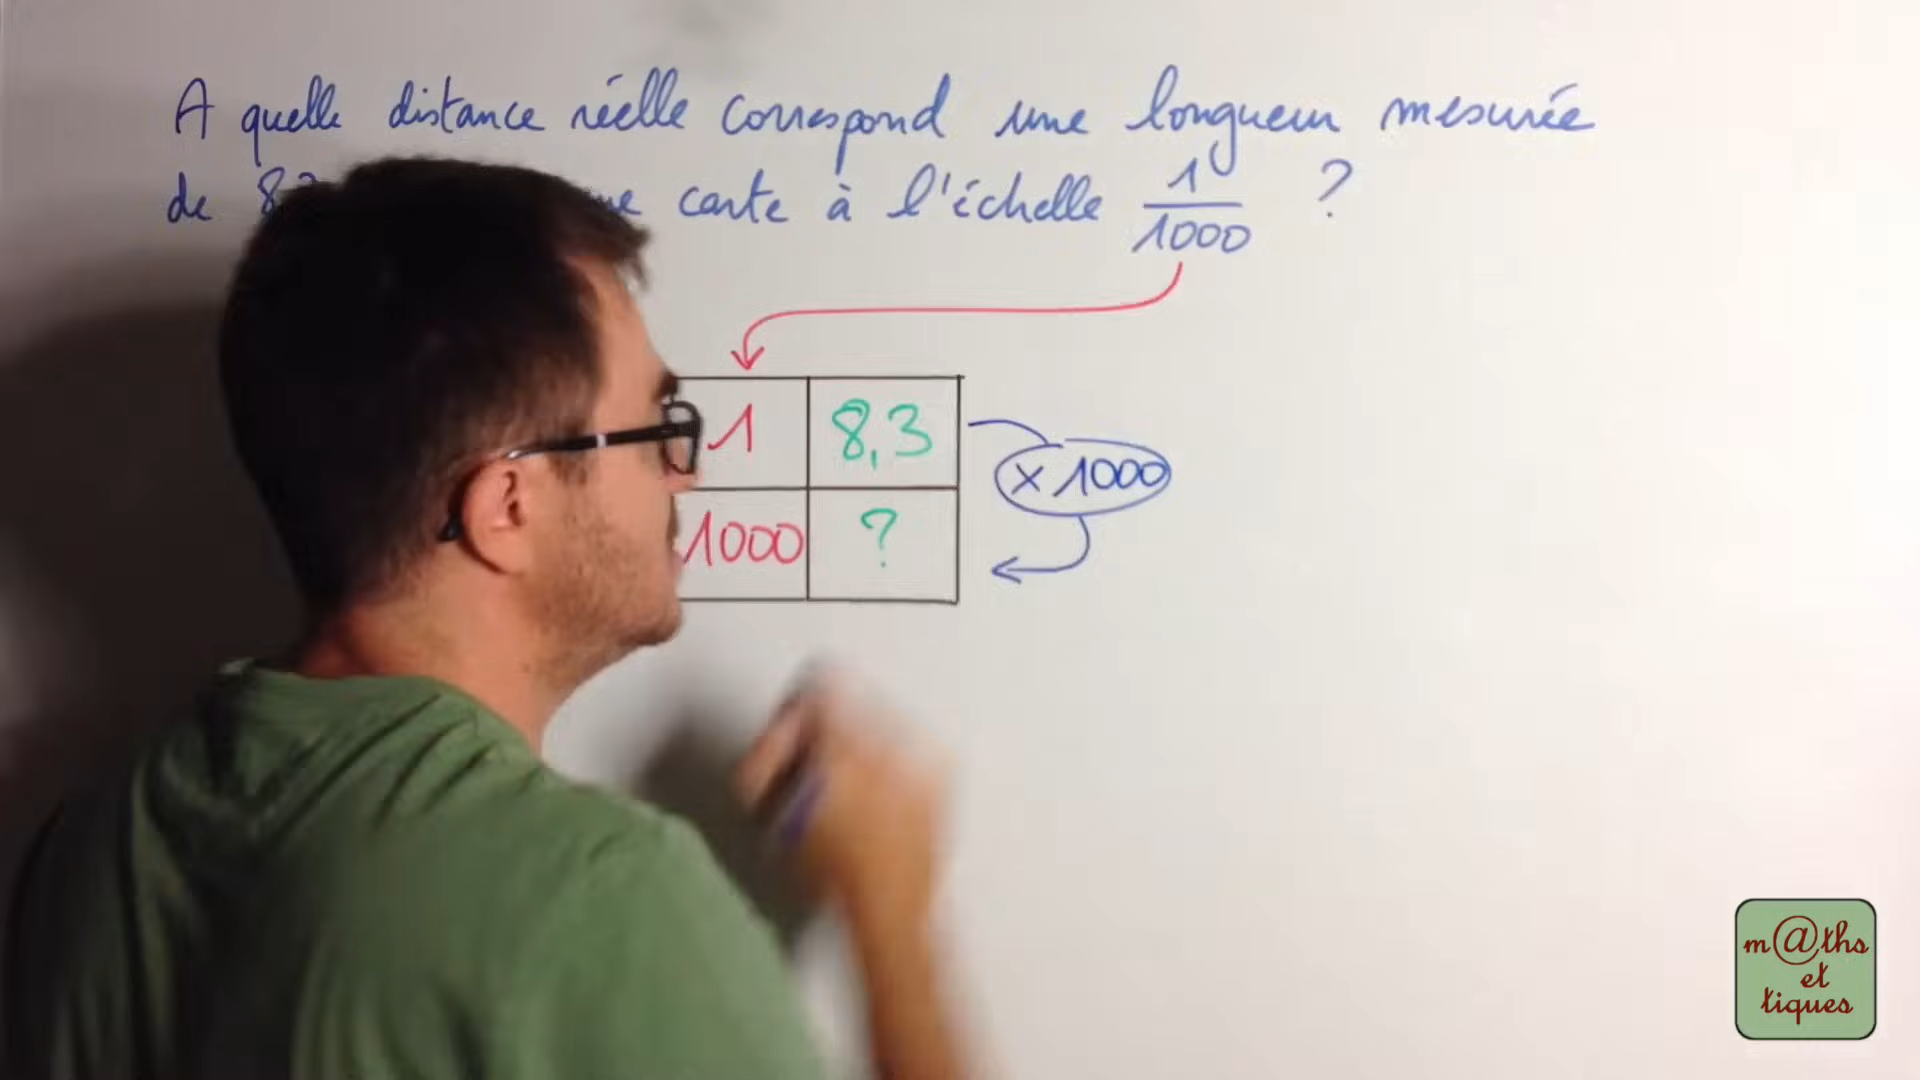 A quelle distance réelle correspond une longueur mesurée
de 8 carte à l'échelle 1/1000 ?
1 8,3
× 1000
1000 ?
m@ths
et
tiques